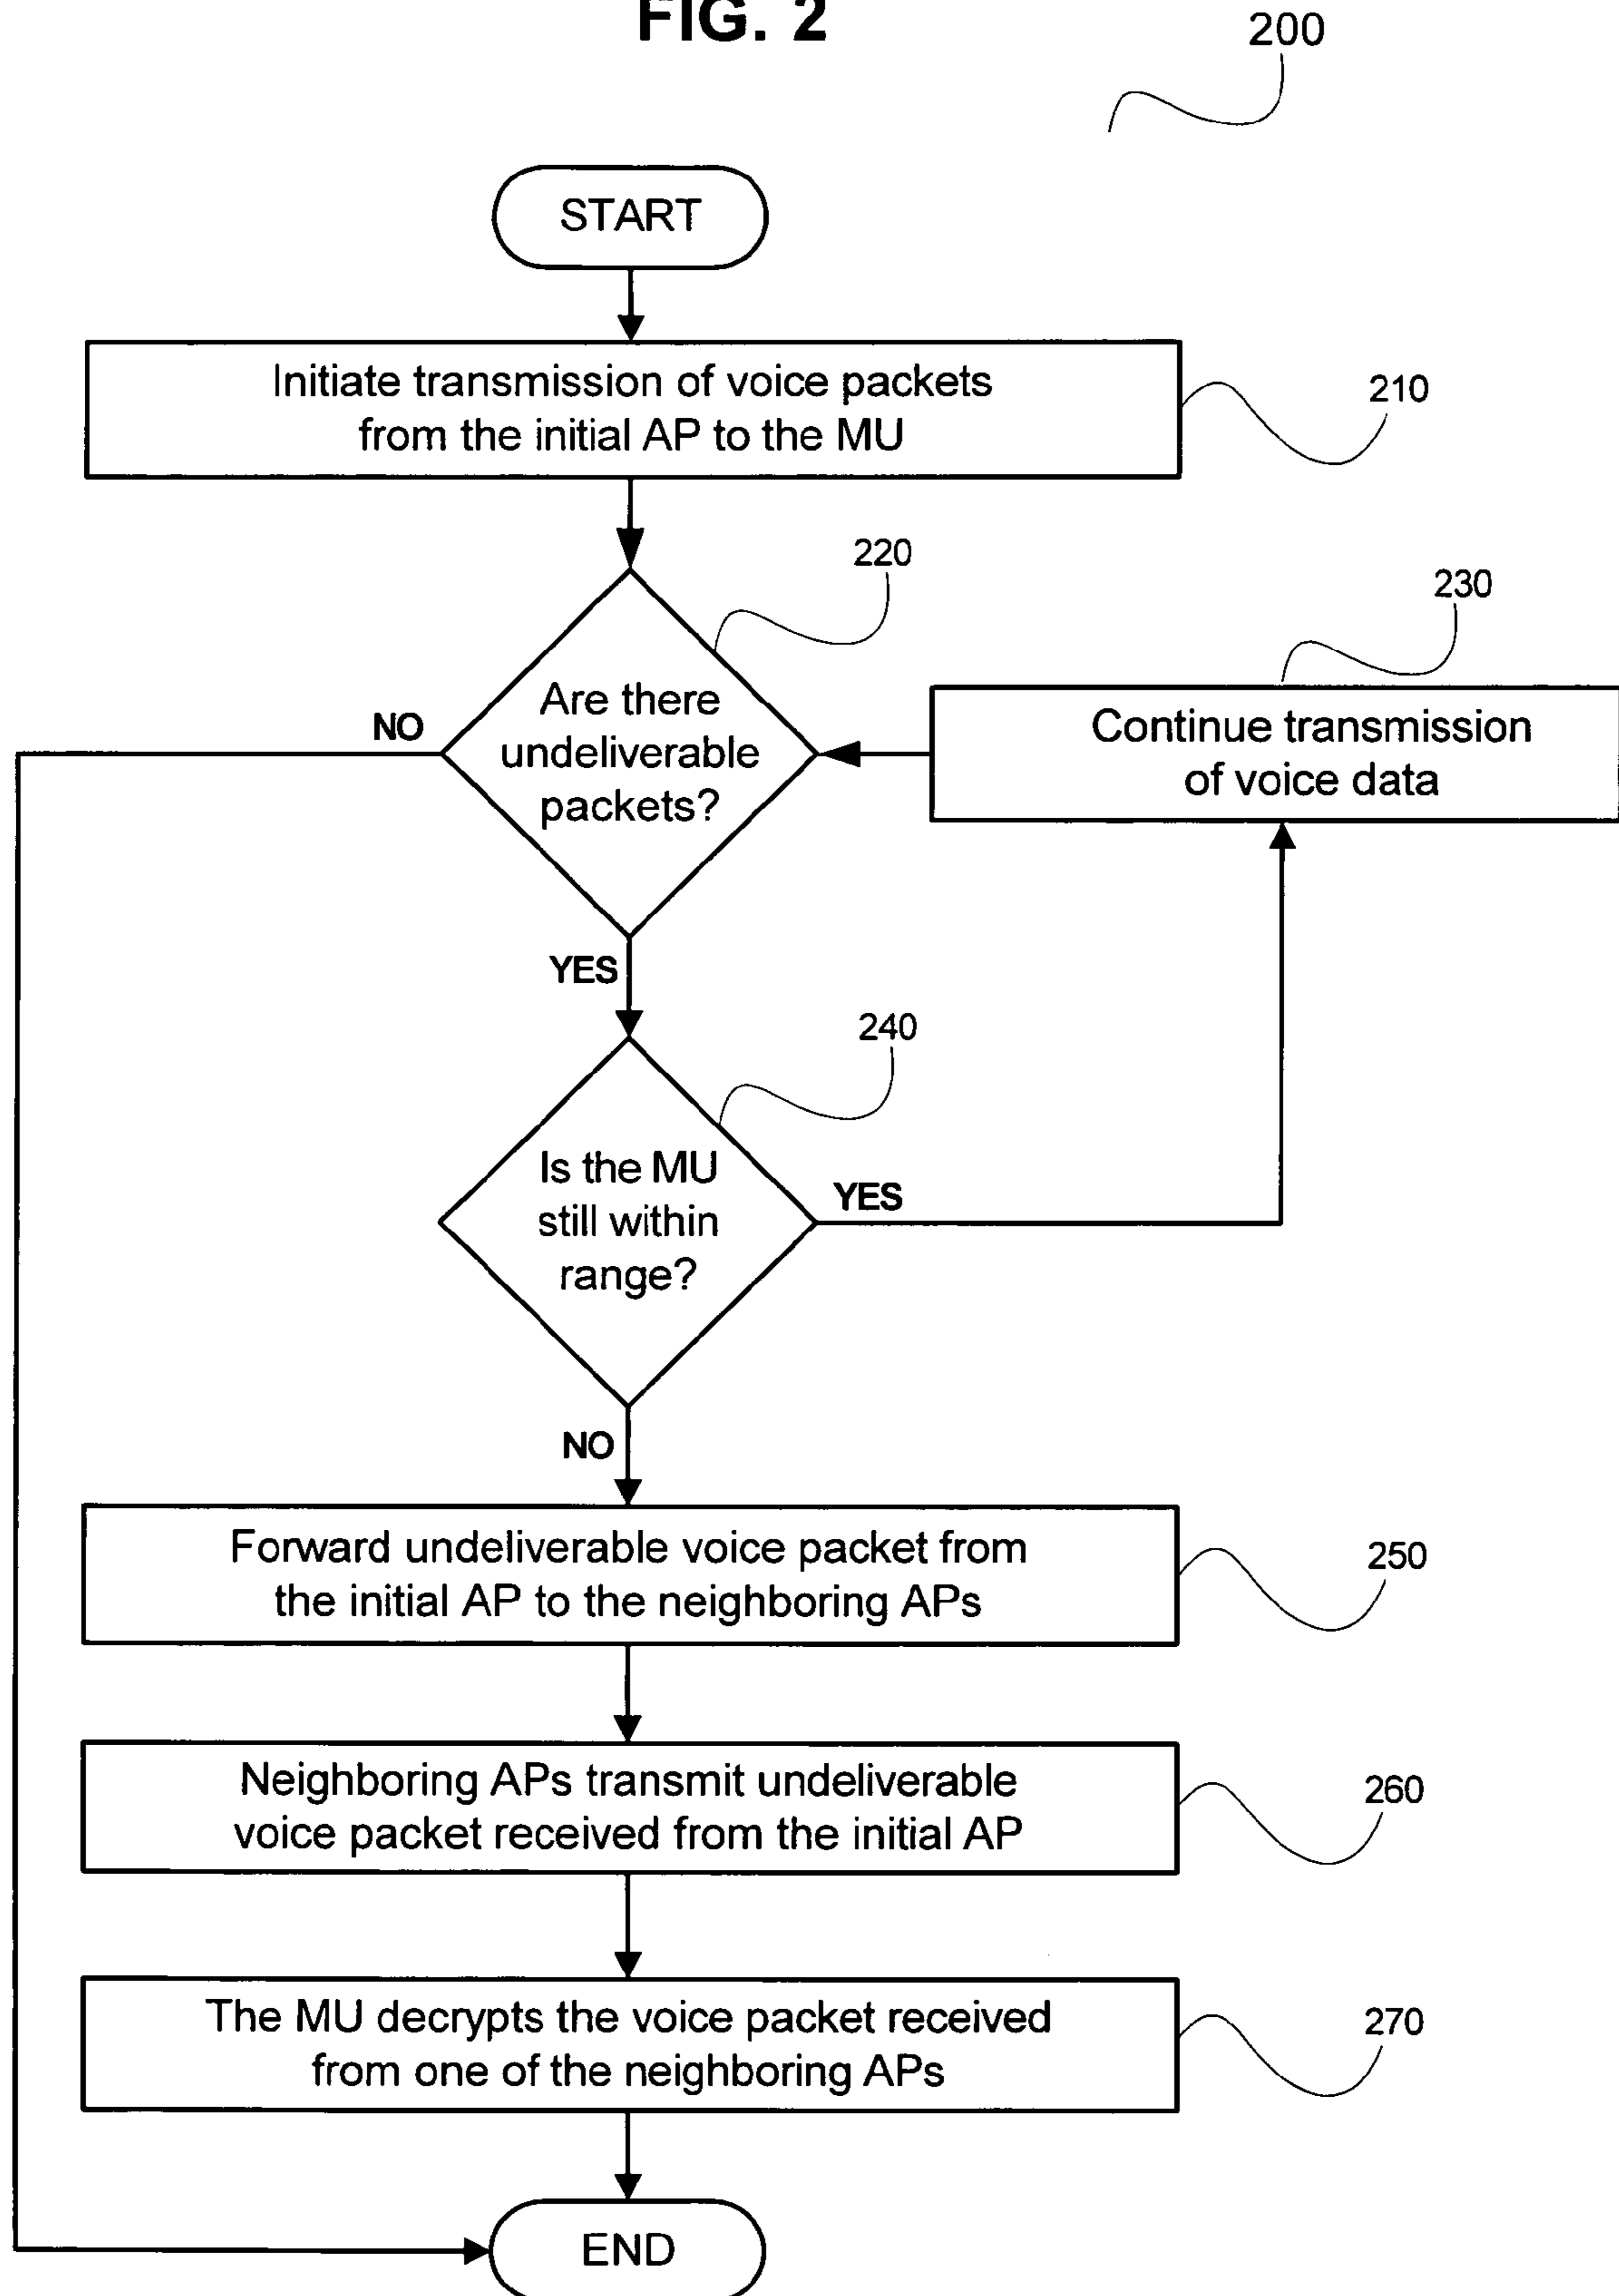 FIG. 2
200
START
Initiate transmission of voice packets
from the initial AP to the MU
210
220
230
Are there
undeliverable
packets?
NO
Continue transmission
of voice data
YES
240
Is the MU
still within
range?
YES
NO
Forward undeliverable voice packet from
the initial AP to the neighboring APs
250
Neighboring APs transmit undeliverable
voice packet received from the initial AP
260
The MU decrypts the voice packet received
from one of the neighboring APs
270
END